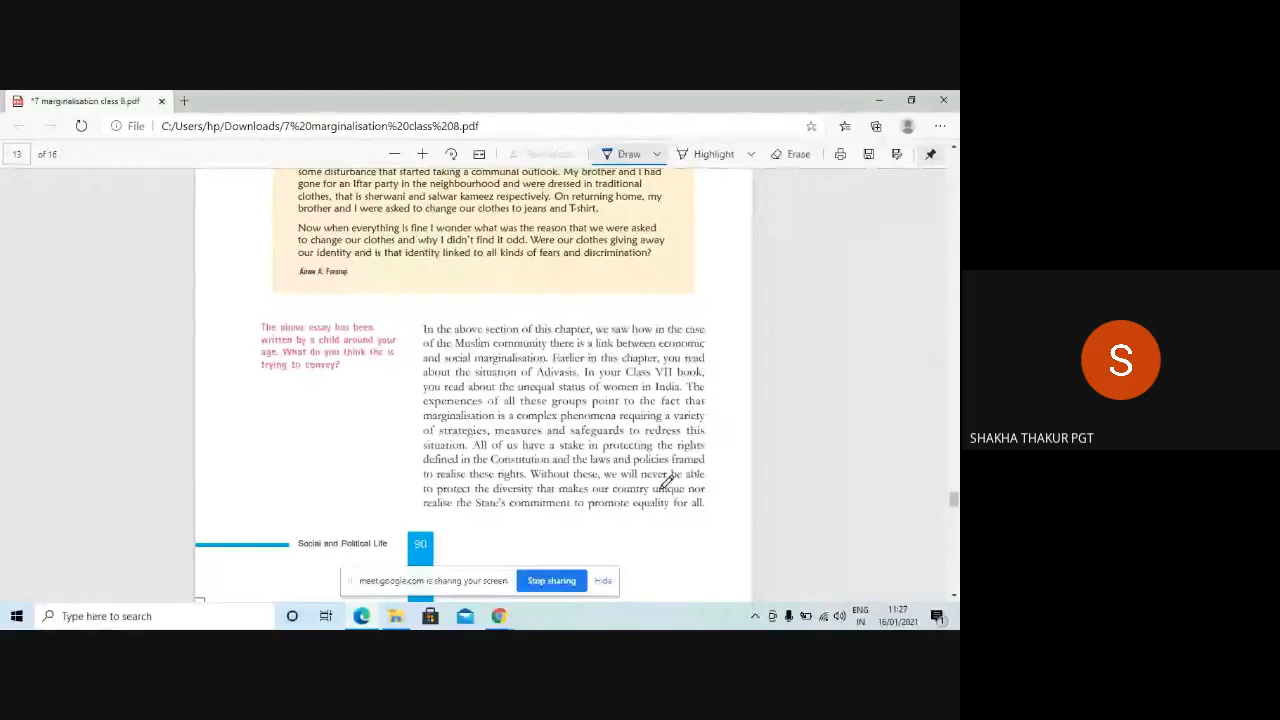 *7 marginalisation class 8.pdf
File
C:/Users/hp/Downloads/7%20marginalisation%20class%208.pdf
13 of 16
Draw
Highlight
Erase
some disturbance that started taking a communal outlook. My brother and I had
gone for an Iftar party in the neighbourhood and were dressed in traditional
clothes, that is sherwani and salwar kameez respectively. On returning home, my
brother and I were asked to change our clothes to jeans and T-shirt.
Now when everything is fine I wonder what was the reason that we were asked
to change our clothes and why I didn't find it odd. Were our clothes giving away
our identity and is that identity linked to all kinds of fears and discrimination?
A.
The above essay has been
written by a child around your
age. What do you think she is
trying to convey?
In the above section of this chapter, we saw how in the case
of the Muslim community there is a link between economic
and social marginalisation. Earlier in this chapter, you read
about the situation of Adivasis. In your Class VII book,
you read about the unequal status of women in India. The
experiences of all these groups point to the fact that
marginalisation is a complex phenomena requiring a variety
of strategies, measures and safeguards to redress this
situation. All of us have a stake in protecting the rights
defined in the Constitution and the laws and policies framed
to realise these rights. Without these, we will never be able
to protect the diversity that makes our country unique nor
realise the State's commitment to promote equality for all.
Social and Political Life
90
meet.google.com is sharing your screen
Stop sharing
Hide
Type here to search
ENG
IN
11:27
16/01/2021
S
SHAKHA THAKUR PGT